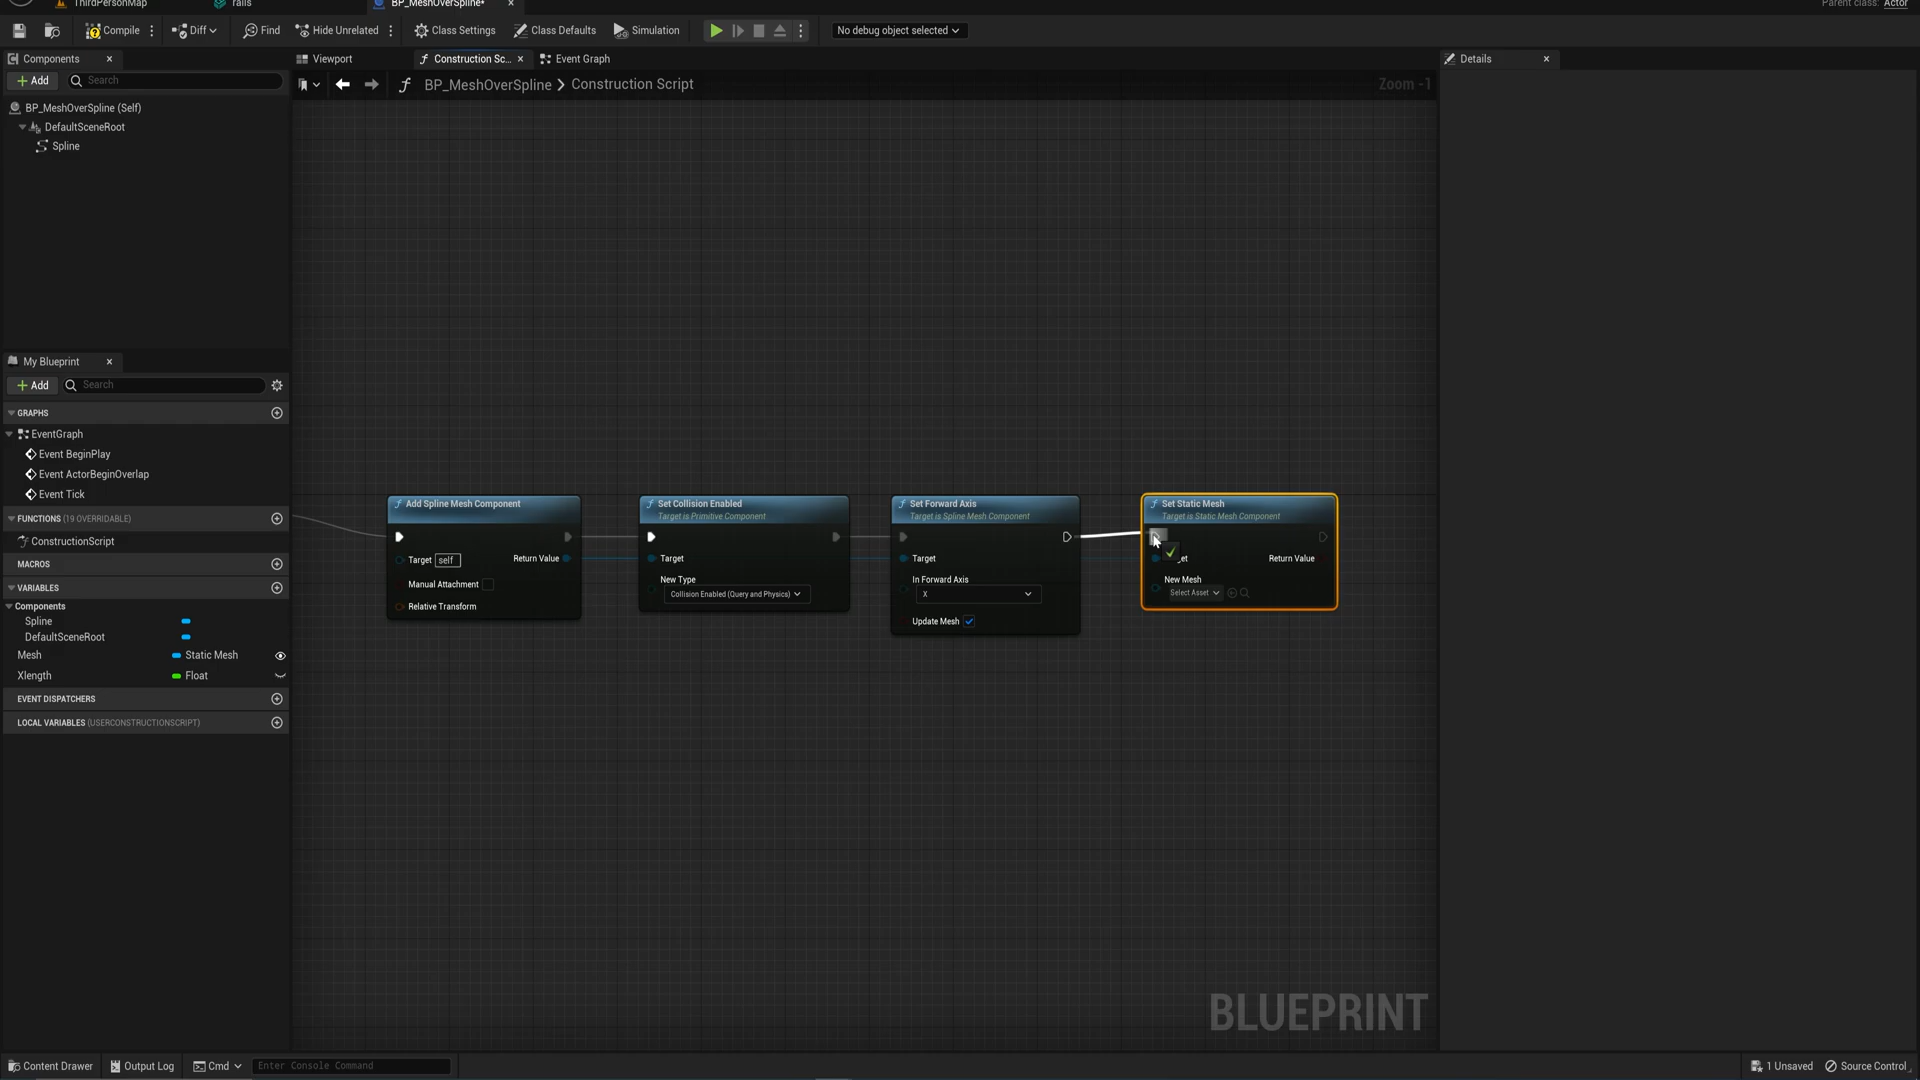 ThirdPersonMap
rails
BP_MeshOverSpline*
Parent class: Actor
Compile
Diff
Find
Hide Unrelated
Class Settings
Class Defaults
Simulation
No debug object selected
Components
Viewport
Construction Sc...
Event Graph
Details
+ Add
Search
BP_MeshOverSpline > Construction Script
Zoom -1
BP_MeshOverSpline (Self)
DefaultSceneRoot
Spline
My Blueprint
+ Add
Search
GRAPHS
EventGraph
Event BeginPlay
Event ActorBeginOverlap
Event Tick
FUNCTIONS (19 OVERRIDABLE)
ConstructionScript
MACROS
VARIABLES
Components
Spline
DefaultSceneRoot
Mesh
Static Mesh
Xlength
Float
EVENT DISPATCHERS
LOCAL VARIABLES (USERCONSTRUCTIONSCRIPT)
Add Spline Mesh Component
Target self
Return Value
Manual Attachment
Relative Transform
Set Collision Enabled
Target is Primitive Component
Target
New Type
Collision Enabled (Query and Physics)
Set Forward Axis
Target is Spline Mesh Component
Target
In Forward Axis
X
Update Mesh
Set Static Mesh
Target is Static Mesh Component
Return Value
New Mesh
Select Asset
BLUEPRINT
Content Drawer
Output Log
Cmd
Enter Console Command
1 Unsaved
Source Control